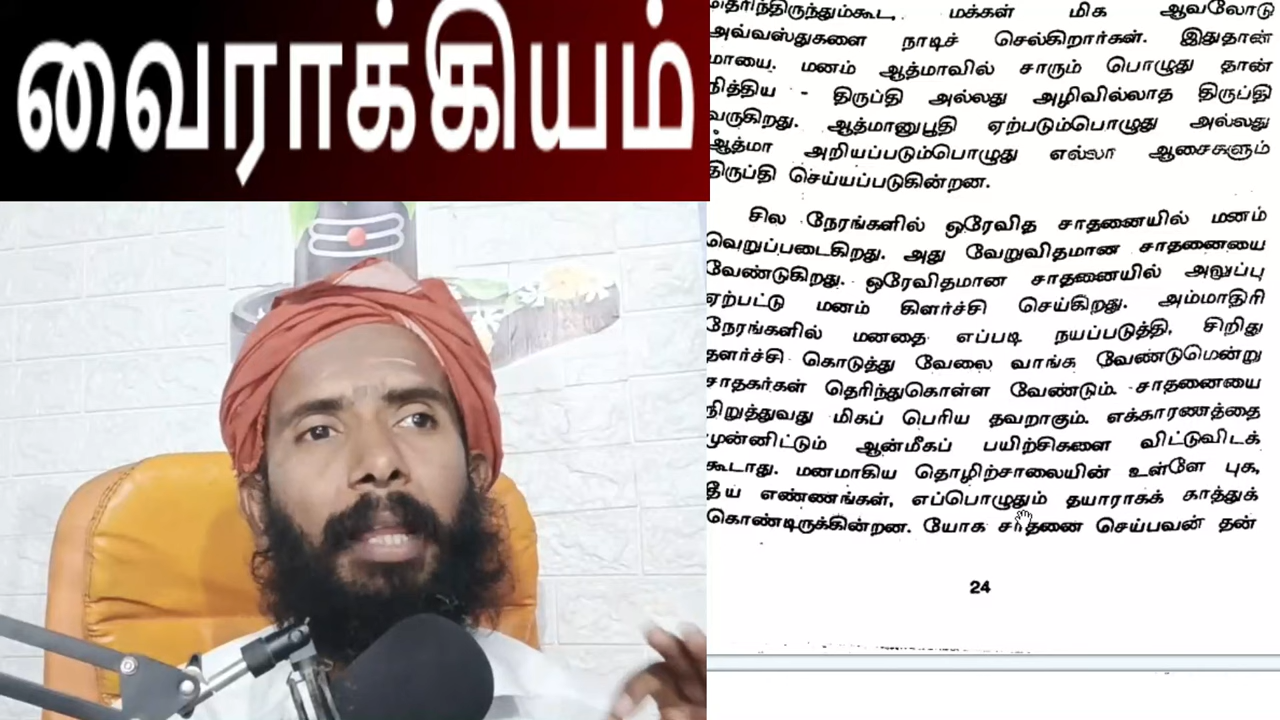 வைராக்கியம்
தெரிந்திருந்தும்கூட, மக்கள் மிக ஆவலோடு
அவ்வஸ்துகளை நாடிச் செல்கிறார்கள். இதுதான்
மாயை. மனம் ஆத்மாவில் சாரும் பொழுது தான்
நித்திய - திருப்தி அல்லது அழிவில்லாத திருப்தி
வருகிறது. ஆத்மானுபூதி ஏற்படும்பொழுது அல்லது
ஆத்மா அறியப்படும்பொழுது எல்லா ஆசைகளும்
திருப்தி செய்யப்படுகின்றன.
சில நேரங்களில் ஒரேவித சாதனையில் மனம்
வெறுப்படைகிறது. அது வேறுவிதமான சாதனையை
வேண்டுகிறது. ஒரேவிதமான சாதனையில் அலுப்பு
ஏற்பட்டு மனம் கிளர்ச்சி செய்கிறது. அம்மாதிரி
நேரங்களில் மனதை எப்படி நயப்படுத்தி, சிறிது
தளர்ச்சி கொடுத்து வேலை வாங்க வேண்டுமென்று
சாதகர்கள் தெரிந்துகொள்ள வேண்டும். சாதனையை
நிறுத்துவது மிகப் பெரிய தவறாகும். எக்காரணத்தை
முன்னிட்டும் ஆன்மீகப் பயிற்சிகளை விட்டுவிடக்
கூடாது. மனமாகிய தொழிற்சாலையின் உள்ளே புக,
தீய எண்ணங்கள், எப்பொழுதும் தயாராகக் காத்துக்
கொண்டிருக்கின்றன. யோக சாதனை செய்பவன் தன்
24